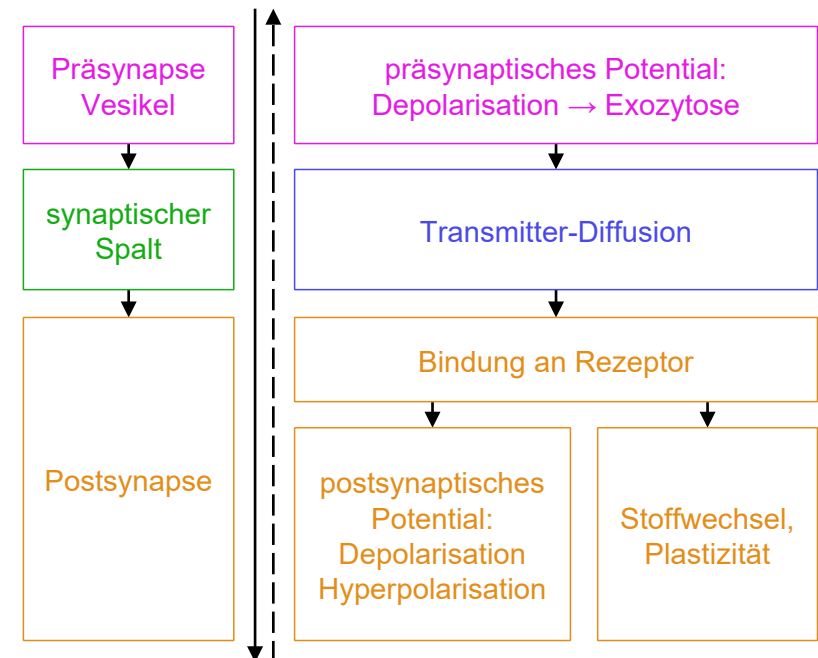 Präsynapse
Vesikel
präsynaptisches Potential:
Depolarisation → Exozytose
synaptischer
Spalt
Transmitter-Diffusion
Postsynapse
Bindung an Rezeptor
postsynaptisches
Potential:
Depolarisation
Hyperpolarisation
Stoffwechsel,
Plastizität